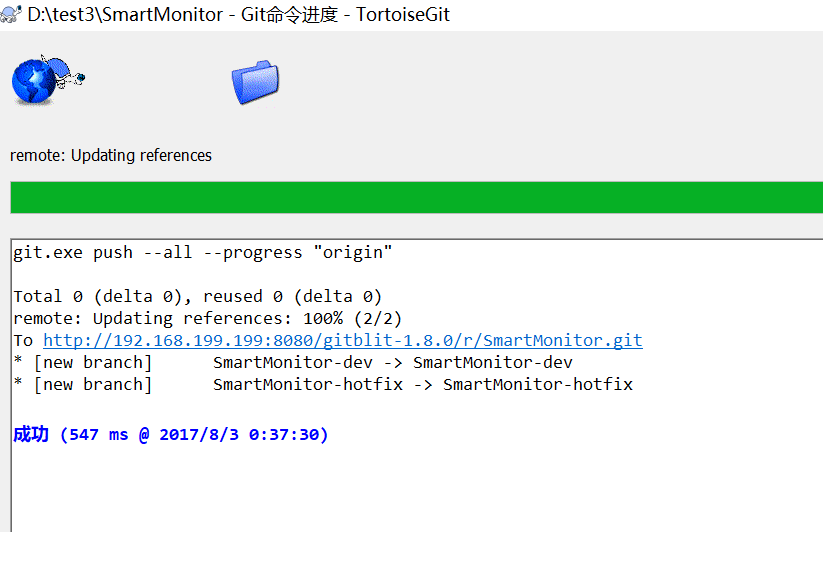 D:\test3\SmartMonitor - Git命令进度 - TortoiseGit
remote: Updating references
git.exe push --all --progress "origin"
Total 0 (delta 0), reused 0 (delta 0)
remote: Updating references: 100% (2/2)
To http://192.168.199.199:8080/gitblit-1.8.0/r/SmartMonitor.git
* [new branch]      SmartMonitor-dev -> SmartMonitor-dev
* [new branch]      SmartMonitor-hotfix -> SmartMonitor-hotfix
成功 (547 ms @ 2017/8/3 0:37:30)